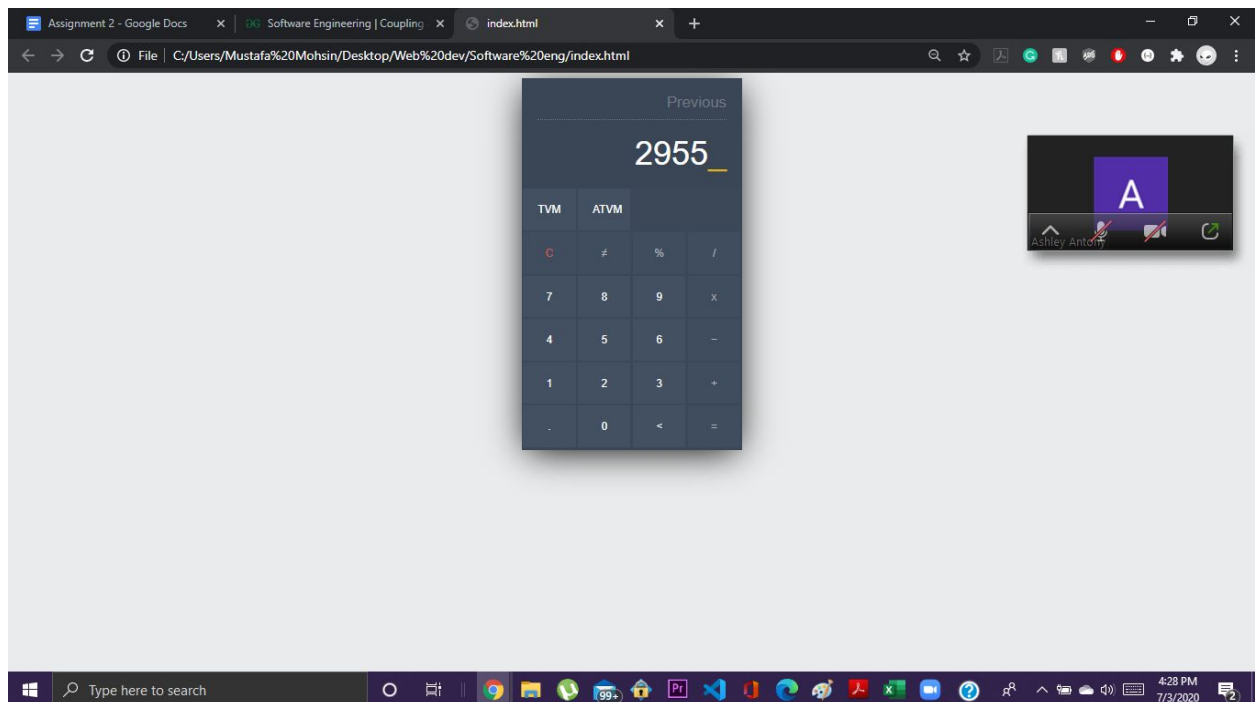 Assignment 2 - Google Docs
Software Engineering | Coupling
index.html
File | C:/Users/Mustafa%20Mohsin/Desktop/Web%20dev/Software%20eng/index.html
Previous
2955_
TVM ATVM
C ≠ % /
7 8 9 x
4 5 6 −
1 2 3 +
. 0 < =
A
Ashley Antony
Type here to search
99+
Pr
4:28 PM
7/3/2020
2